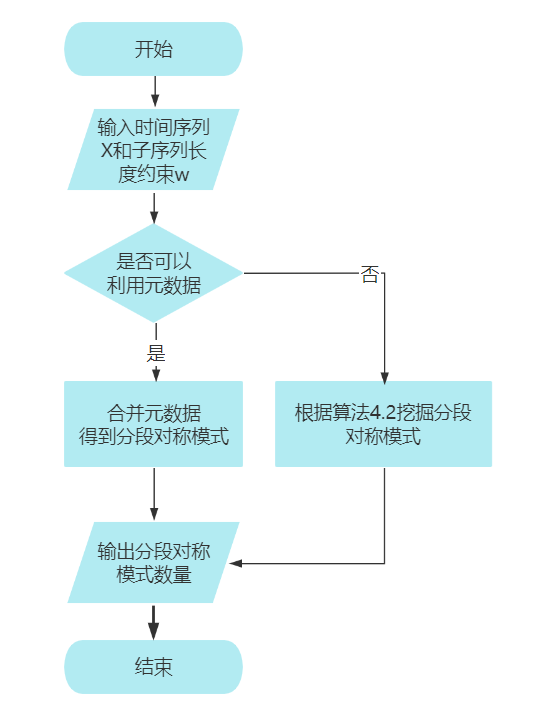 开始
输入时间序列
X和子序列长
度约束w
是否可以
利用元数据
否
是
合并元数据
得到分段对称模式
根据算法4.2挖掘分段
对称模式
输出分段对称
模式数量
结束